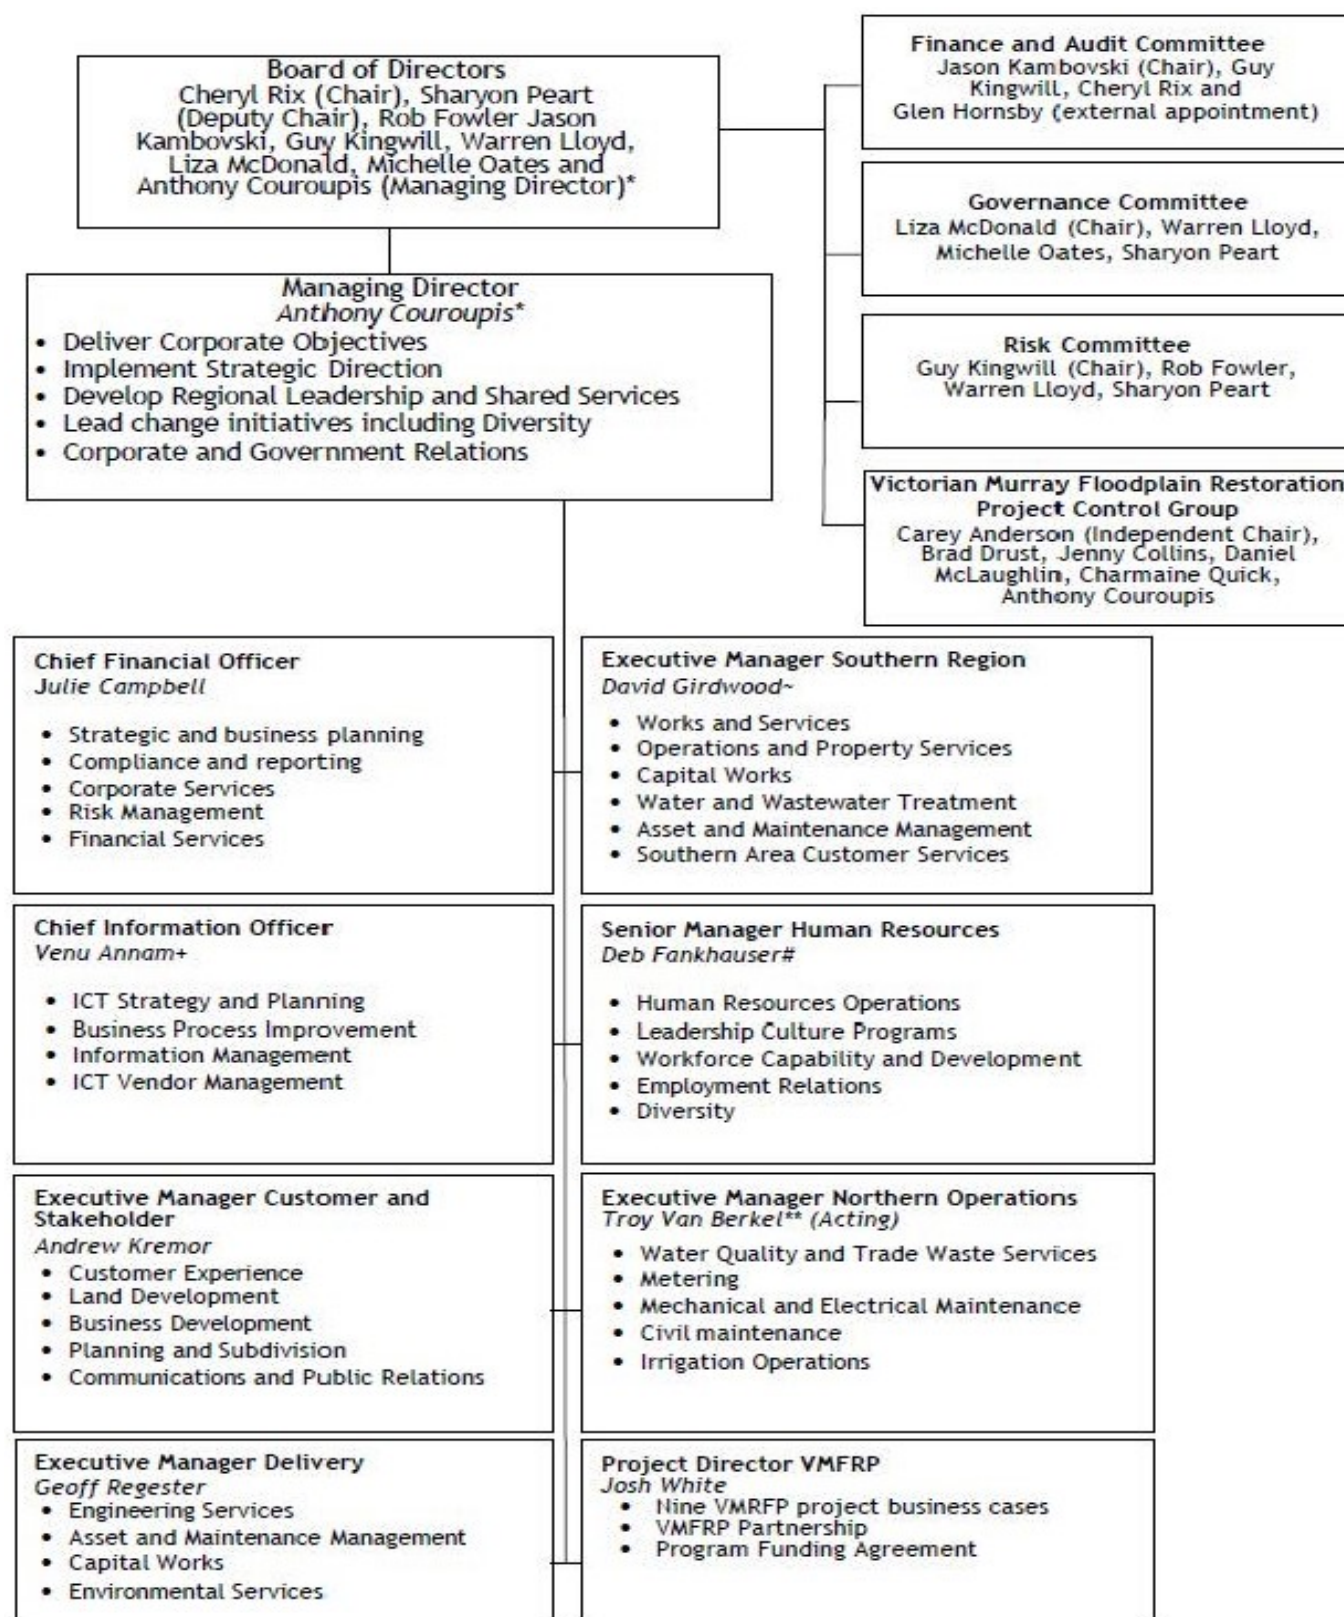 Board of Directors
Cheryl Rix (Chair), Sharyon Peart
(Deputy Chair), Rob Fowler Jason
Kambovski, Guy Kingwill, Warren Lloyd,
Liza McDonald, Michelle Oates and
Anthony Couroupis (Managing Director)*
Finance and Audit Committee
Jason Kambovski (Chair), Guy
Kingwill, Cheryl Rix and
Glen Hornsby (external appointment)
Governance Committee
Liza McDonald (Chair), Warren Lloyd,
Michelle Oates, Sharyon Peart
Risk Committee
Guy Kingwill (Chair), Rob Fowler,
Warren Lloyd, Sharyon Peart
Victorian Murray Floodplain Restoration
Project Control Group
Carey Anderson (Independent Chair),
Brad Drust, Jenny Collins, Daniel
McLaughlin, Charmaine Quick,
Anthony Couroupis
Managing Director
Anthony Couroupis*
• Deliver Corporate Objectives
• Implement Strategic Direction
• Develop Regional Leadership and Shared Services
• Lead change initiatives including Diversity
• Corporate and Government Relations
Chief Financial Officer
Julie Campbell
• Strategic and business planning
• Compliance and reporting
• Corporate Services
• Risk Management
• Financial Services
Executive Manager Southern Region
David Girdwood~
• Works and Services
• Operations and Property Services
• Capital Works
• Water and Wastewater Treatment
• Asset and Maintenance Management
• Southern Area Customer Services
Chief Information Officer
Venu Annam+
• ICT Strategy and Planning
• Business Process Improvement
• Information Management
• ICT Vendor Management
Senior Manager Human Resources
Deb Fankhauser#
• Human Resources Operations
• Leadership Culture Programs
• Workforce Capability and Development
• Employment Relations
• Diversity
Executive Manager Customer and
Stakeholder
Andrew Kremor
• Customer Experience
• Land Development
• Business Development
• Planning and Subdivision
• Communications and Public Relations
Executive Manager Northern Operations
Troy Van Berkel** (Acting)
• Water Quality and Trade Waste Services
• Metering
• Mechanical and Electrical Maintenance
• Civil maintenance
• Irrigation Operations
Executive Manager Delivery
Geoff Regester
• Engineering Services
• Asset and Maintenance Management
• Capital Works
• Environmental Services
Project Director VMFRP
Josh White
• Nine VMRFP project business cases
• VMFRP Partnership
• Program Funding Agreement